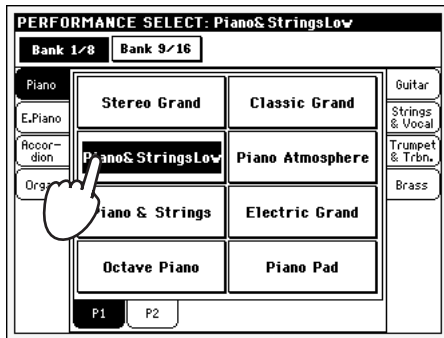 PERFORMANCE SELECT: Piano& StringsLow
Bank 1/8 Bank 9/16
Piano
E.Piano
Accor-
dion
Stereo Grand Classic Grand
Piano& StringsLow Piano Atmosphere
Piano & Strings Electric Grand
Octave Piano Piano Pad
Guitar
Strings
& Vocal
Trumpet
& Trbn.
Brass
P1 P2